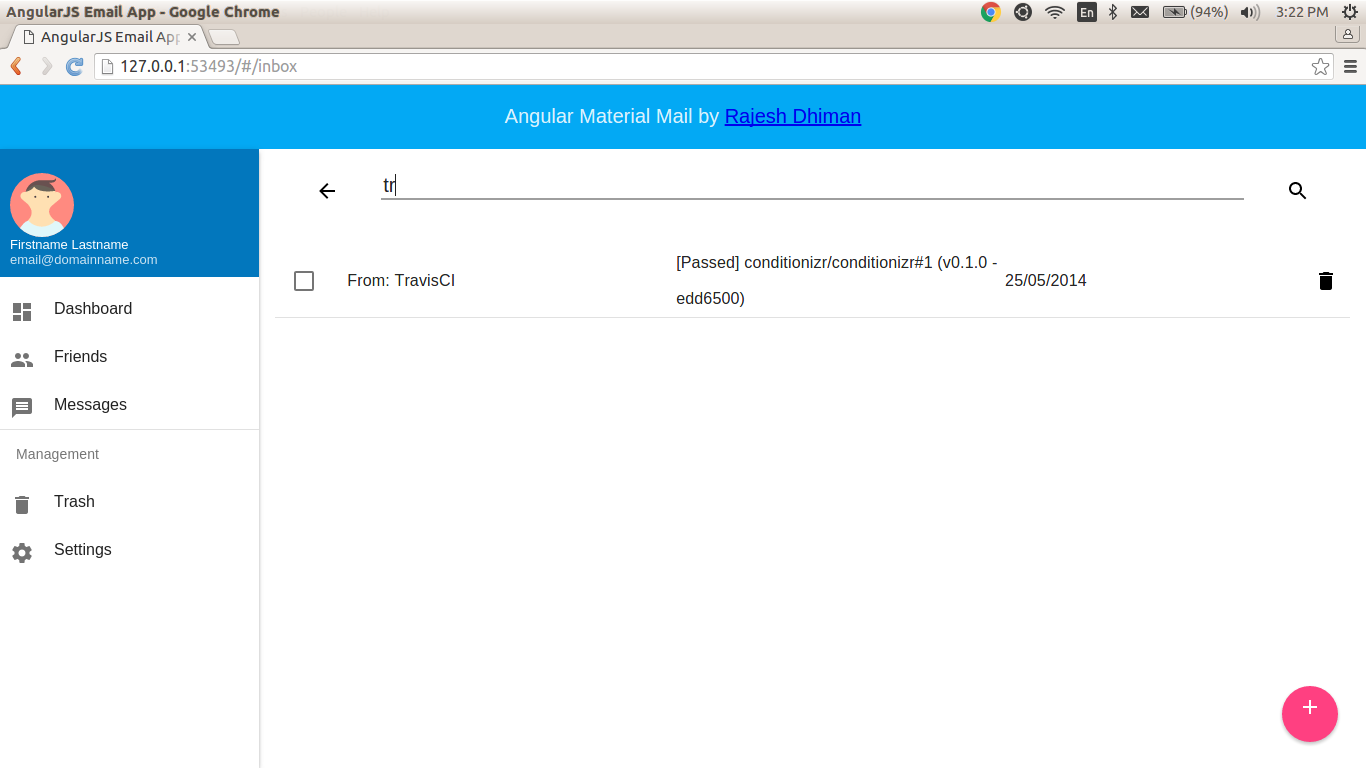 AngularJS Email App - Google Chrome
En
(94%)
3:22 PM
AngularJS Email App
127.0.0.1:53493/#/inbox
Angular Material Mail by Rajesh Dhiman
Firstname Lastname
email@domainname.com
Dashboard
Friends
Messages
Management
Trash
Settings
tr
From: TravisCI
[Passed] conditionizr/conditionizr#1 (v0.1.0 -
edd6500)
25/05/2014